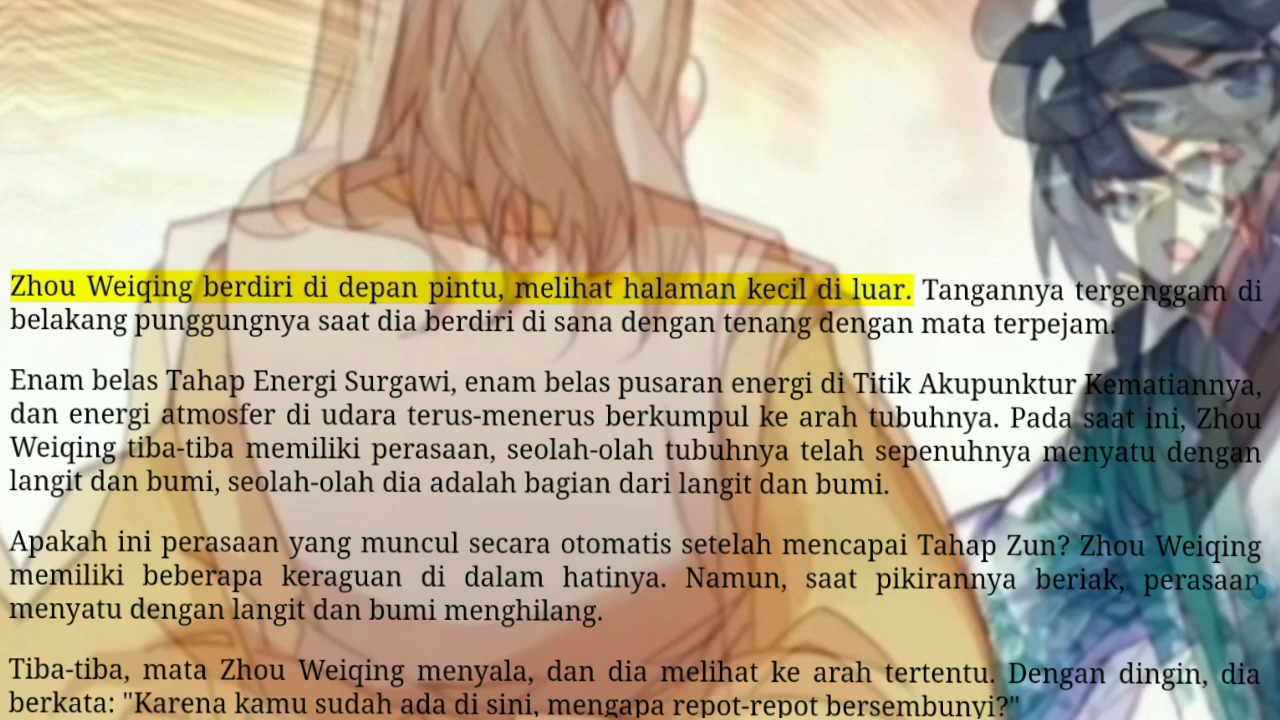 Zhou Weiqing berdiri di depan pintu, melihat halaman kecil di luar. Tangannya tergenggam di
belakang punggungnya saat dia berdiri di sana dengan tenang dengan mata terpejam.
Enam belas Tahap Energi Surgawi, enam belas pusaran energi di Titik Akupunktur Kematiannya,
dan energi atmosfer di udara terus-menerus berkumpul ke arah tubuhnya. Pada saat ini, Zhou
Weiqing tiba-tiba memiliki perasaan, seolah-olah tubuhnya telah sepenuhnya menyatu dengan
langit dan bumi, seolah-olah dia adalah bagian dari langit dan bumi.
Apakah ini perasaan yang muncul secara otomatis setelah mencapai Tahap Zun? Zhou Weiqing
memiliki beberapa keraguan di dalam hatinya. Namun, saat pikirannya beriak, perasaan
menyatu dengan langit dan bumi menghilang.
Tiba-tiba, mata Zhou Weiqing menyala, dan dia melihat ke arah tertentu. Dengan dingin, dia
berkata: "Karena kamu sudah ada di sini, mengapa repot-repot bersembunyi?"